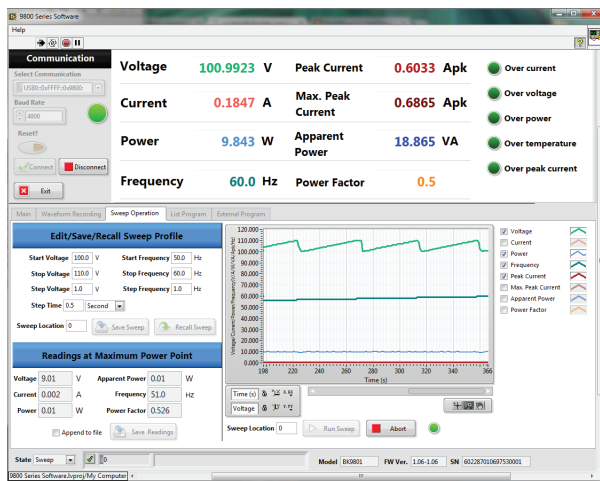 9800 Series Software
Help
Communication
Select Communication
USB0::0xFFFF::0x9800:
Baud Rate
4800
Reset?
Connect
Disconnect
Exit
Voltage 100.9923 V
Current 0.1847 A
Power 9.843 W
Frequency 60.0 Hz
Peak Current 0.6033 Apk
Max. Peak
Current 0.6865 Apk
Apparent
Power 18.865 VA
Power Factor 0.5
Over current
Over voltage
Over power
Over temperature
Over peak current
Main Waveform Recording Sweep Operation List Program External Program
Edit/Save/Recall Sweep Profile
Start Voltage 100.0 V Start Frequency 50.0 Hz
Stop Voltage 110.0 V Stop Frequency 60.0 Hz
Step Voltage 1.0 V Step Frequency 1.0 Hz
Step Time 0.5 Second
Sweep Location 0 Save Sweep Recall Sweep
Readings at Maximum Power Point
Voltage 9.01 V Apparent Power 0.01 W
Current 0.002 A Frequency 51.0 HZ
Power 0.01 W Power Factor 0.526
Append to file Save Readings
Voltage/Current/Power/Frequency(V/A/W/VA/Apk/Hz)
120.000
110.000
100.000
90.000
80.000
70.000
60.000
50.000
40.000
30.000
20.000
10.000
0.000
198 220 240 260 280 300 320 340 366
Time (s)
Voltage
Current
Power
Frequency
Peak Current
Max. Peak Current
Apparent Power
Power Factor
Time (s)
Voltage
Sweep Location 0 Run Sweep Abort
State Sweep 0
Model BK9801 FW Ver. 1.06-1.06 SN 602287010697530001
9800 Series Software.lvproj/My Computer